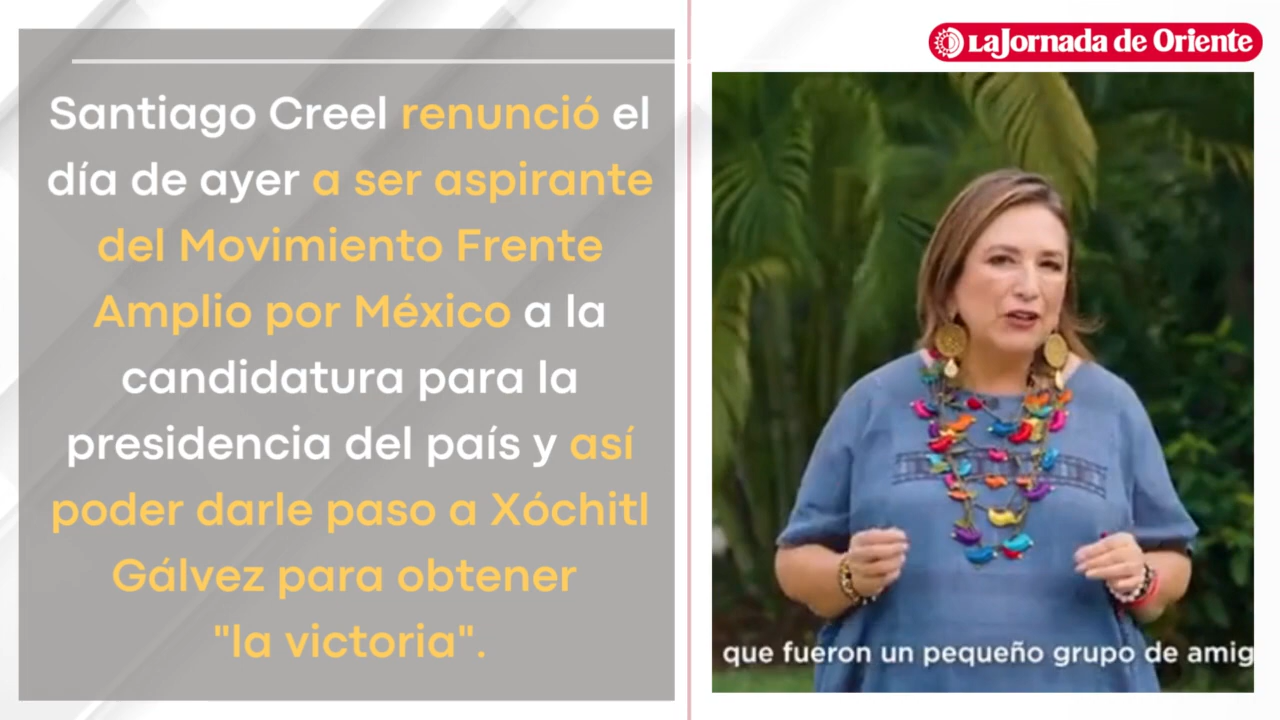 Santiago Creel renunció el
día de ayer a ser aspirante
del Movimiento Frente
Amplio por México a la
candidatura para la
presidencia del país y así
poder darle paso a Xóchitl
Gálvez para obtener
"la victoria".
LaJornada de Oriente
que fueron un pequeño grupo de amig